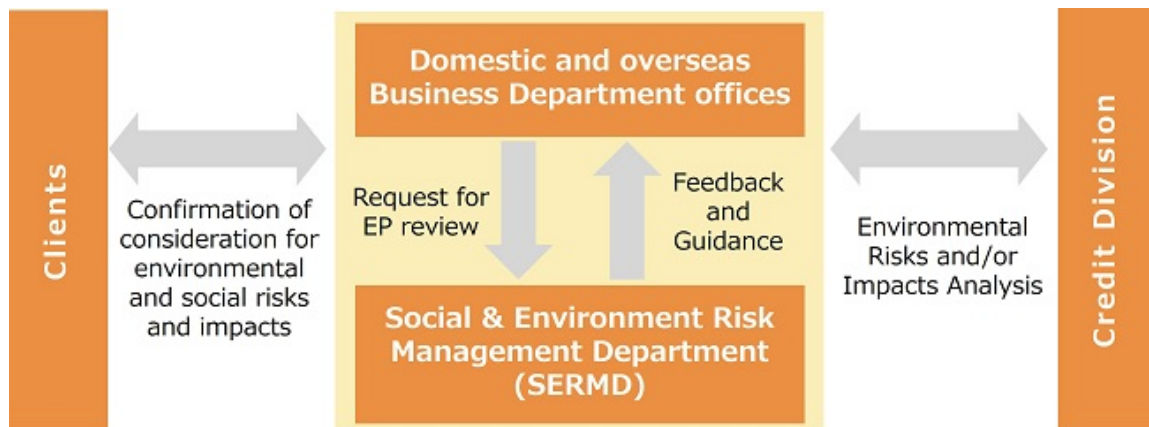 Clients
Confirmation of
consideration for
environmental
and social risks
and impacts
Domestic and overseas
Business Department offices
Request for
EP review
Feedback
and
Guidance
Social & Environment Risk
Management Department
(SERMD)
Environmental
Risks and/or
Impacts Analysis
Credit Division